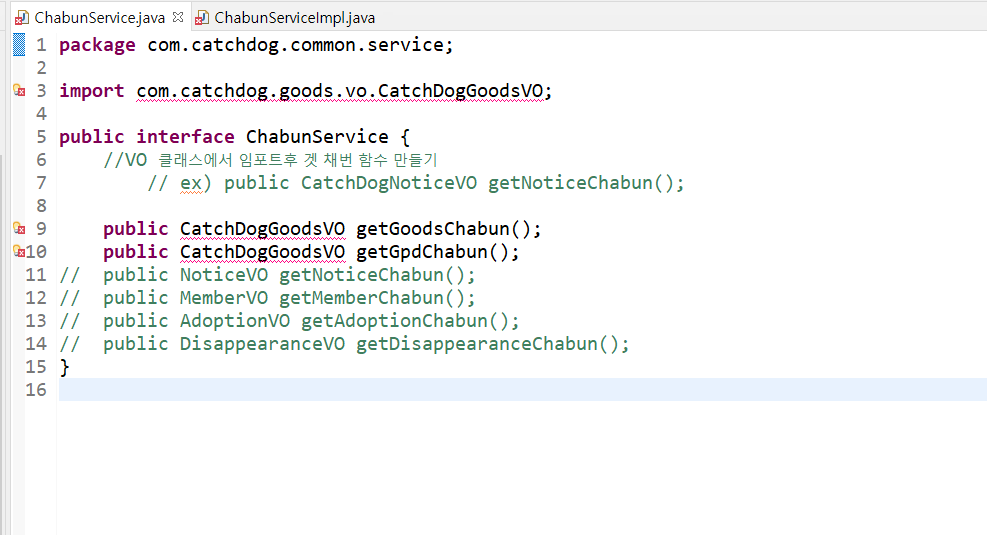 ChabunService.java ChabunServiceImpl.java
1 package com.catchdog.common.service;
2
3 import com.catchdog.goods.vo.CatchDogGoodsVO;
4
5 public interface ChabunService {
6 //VO 클래스에서 임포트후 겟 채번 함수 만들기
7 // ex) public CatchDogNoticeVO getNoticeChabun();
8
9 public CatchDogGoodsVO getGoodsChabun();
10 public CatchDogGoodsVO getGpdChabun();
11 // public NoticeVO getNoticeChabun();
12 // public MemberVO getMemberChabun();
13 // public AdoptionVO getAdoptionChabun();
14 // public DisappearanceVO getDisappearanceChabun();
15 }
16